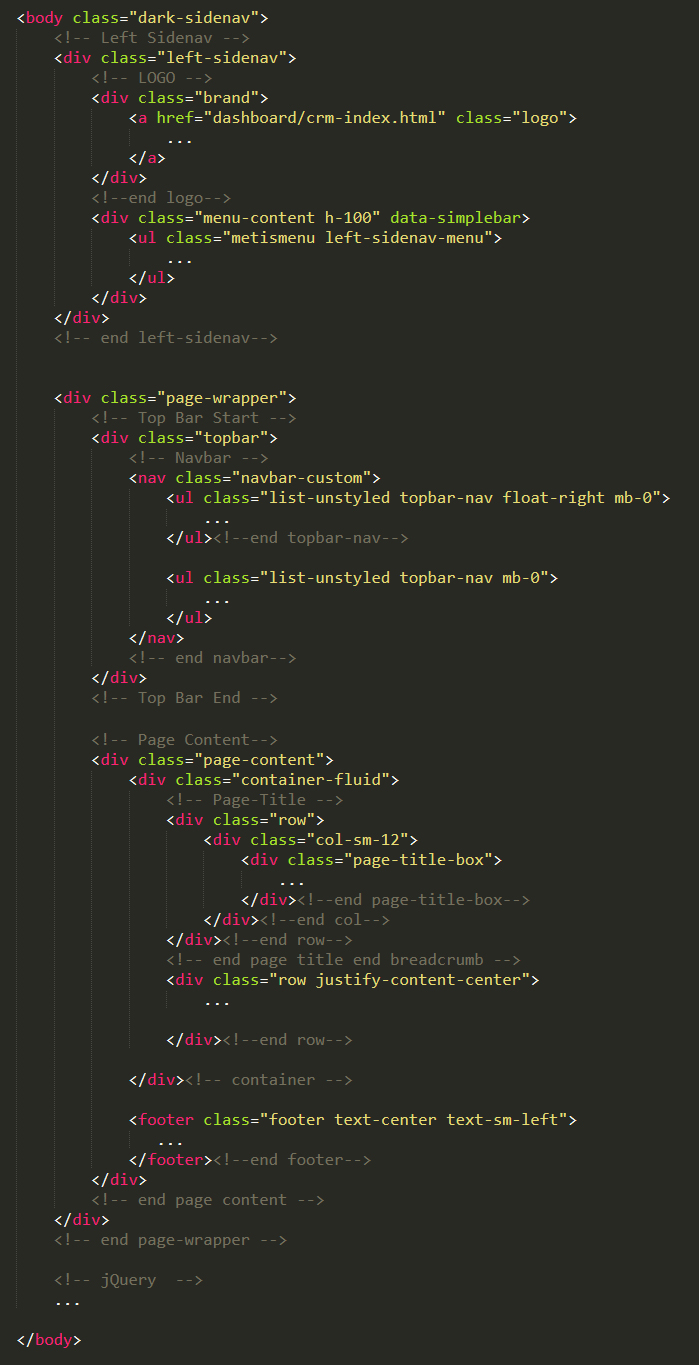 <body class="dark-sidenav">
    <!-- Left Sidenav -->
    <div class="left-sidenav">
        <!-- LOGO -->
        <div class="brand">
            <a href="dashboard/crm-index.html" class="logo">
                ...
            </a>
        </div>
        <!--end logo-->
        <div class="menu-content h-100" data-simplebar>
            <ul class="metismenu left-sidenav-menu">
                ...
            </ul>
        </div>
    </div>
    <!-- end left-sidenav-->


    <div class="page-wrapper">
        <!-- Top Bar Start -->
        <div class="topbar">
            <!-- Navbar -->
            <nav class="navbar-custom">
                <ul class="list-unstyled topbar-nav float-right mb-0">
                    ...
                </ul><!--end topbar-nav-->

                <ul class="list-unstyled topbar-nav mb-0">
                    ...
                </ul>
            </nav>
            <!-- end navbar-->
        </div>
        <!-- Top Bar End -->

        <!-- Page Content-->
        <div class="page-content">
            <div class="container-fluid">
                <!-- Page-Title -->
                <div class="row">
                    <div class="col-sm-12">
                        <div class="page-title-box">
                            ...
                        </div><!--end page-title-box-->
                    </div><!--end col-->
                </div><!--end row-->
                <!-- end page title end breadcrumb -->
                <div class="row justify-content-center">
                    ...

                </div><!--end row-->

            </div><!-- container -->

            <footer class="footer text-center text-sm-left">
               ...
            </footer><!--end footer-->
        </div>
        <!-- end page content -->
    </div>
    <!-- end page-wrapper -->

    <!-- jQuery  -->
    ...

</body>